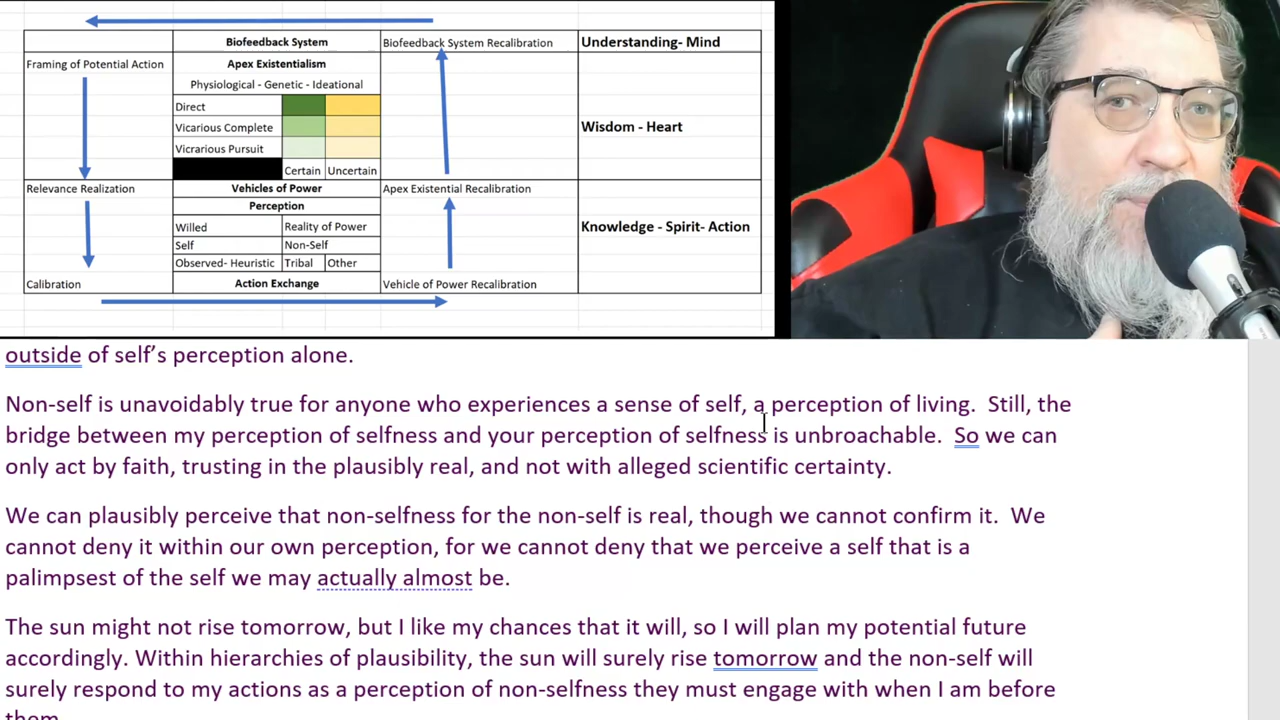 Biofeedback System
Biofeedback System Recalibration
Understanding- Mind
Framing of Potential Action
Apex Existentialism
Physiological - Genetic - Ideational
Direct
Vicarious Complete
Wisdom - Heart
Vicrarious Pursuit
Certain
Uncertain
Relevance Realization
Vehicles of Power
Apex Existential Recalibration
Perception
Willed
Reality of Power
Knowledge - Spirit- Action
Self
Non-Self
Observed- Heuristic
Tribal
Other
Calibration
Action Exchange
Vehicle of Power Recalibration
outside of self's perception alone.
Non-self is unavoidably true for anyone who experiences a sense of self, a perception of living.  Still, the
bridge between my perception of selfness and your perception of selfness is unbroachable.  So we can
only act by faith, trusting in the plausibly real, and not with alleged scientific certainty.
We can plausibly perceive that non-selfness for the non-self is real, though we cannot confirm it.  We
cannot deny it within our own perception, for we cannot deny that we perceive a self that is a
palimpsest of the self we may actually almost be.
The sun might not rise tomorrow, but I like my chances that it will, so I will plan my potential future
accordingly. Within hierarchies of plausibility, the sun will surely rise tomorrow and the non-self will
surely respond to my actions as a perception of non-selfness they must engage with when I am before
them.